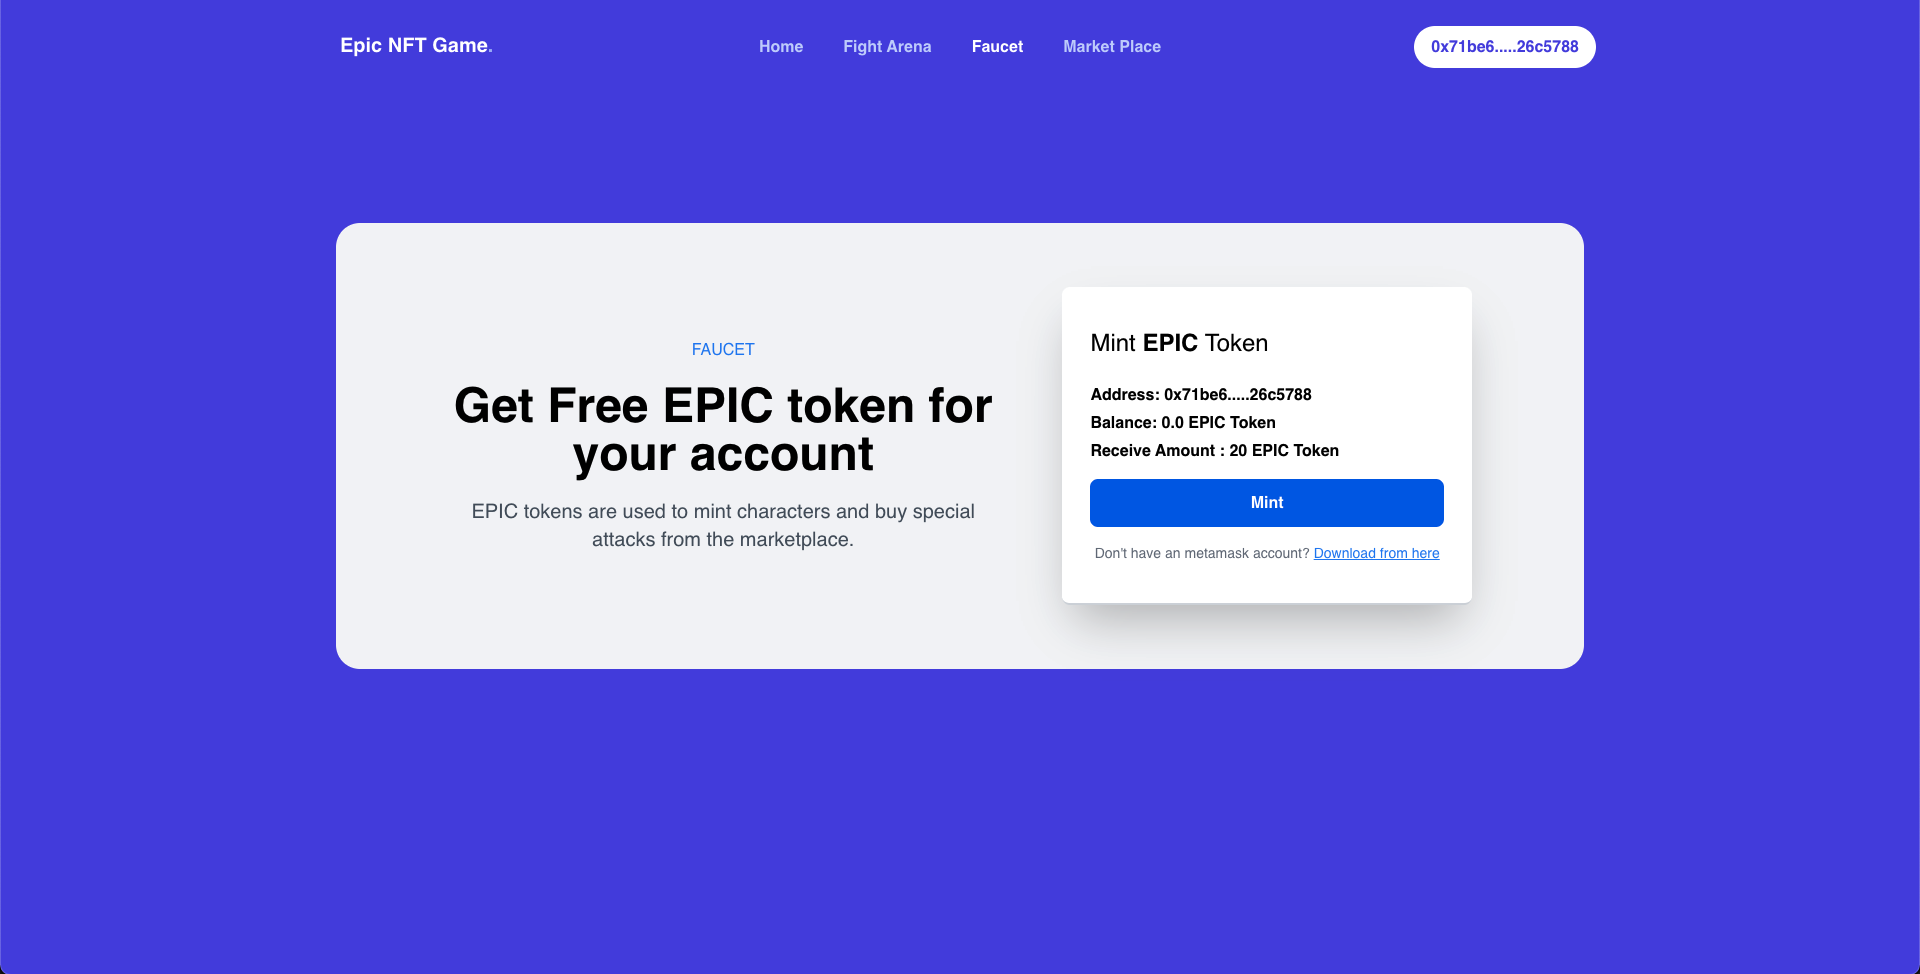 Epic NFT Game.
Home
Fight Arena
Faucet
Market Place
0x71be6.....26c5788
FAUCET
Get Free EPIC token for
your account
EPIC tokens are used to mint characters and buy special
attacks from the marketplace.
Mint EPIC Token
Address: 0x71be6.....26c5788
Balance: 0.0 EPIC Token
Receive Amount : 20 EPIC Token
Mint
Don't have an metamask account? Download from here